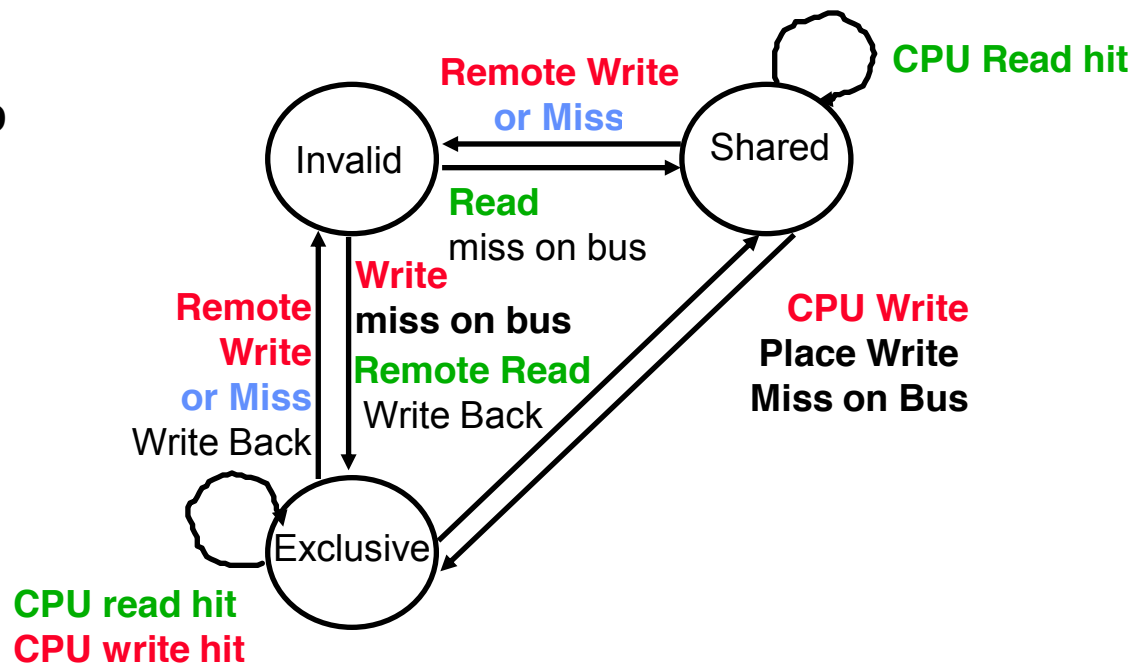 CPU Read hit
Remote Write
or Miss
Invalid
Shared
Read
miss on bus
Write
miss on bus
Remote
Write
or Miss
Write Back
Remote Read
Write Back
CPU Write
Place Write
Miss on Bus
Exclusive
CPU read hit
CPU write hit